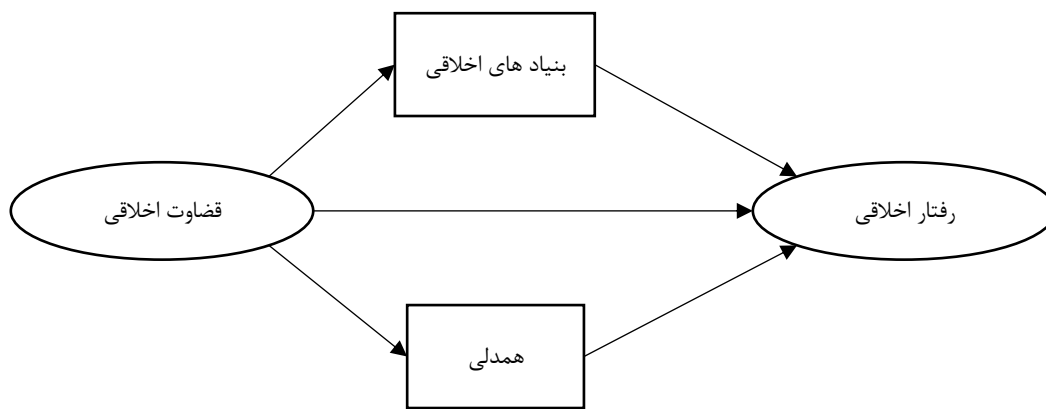 بنیاد های اخلاقی
قضاوت اخلاقی
رفتار اخلاقی
همدلی